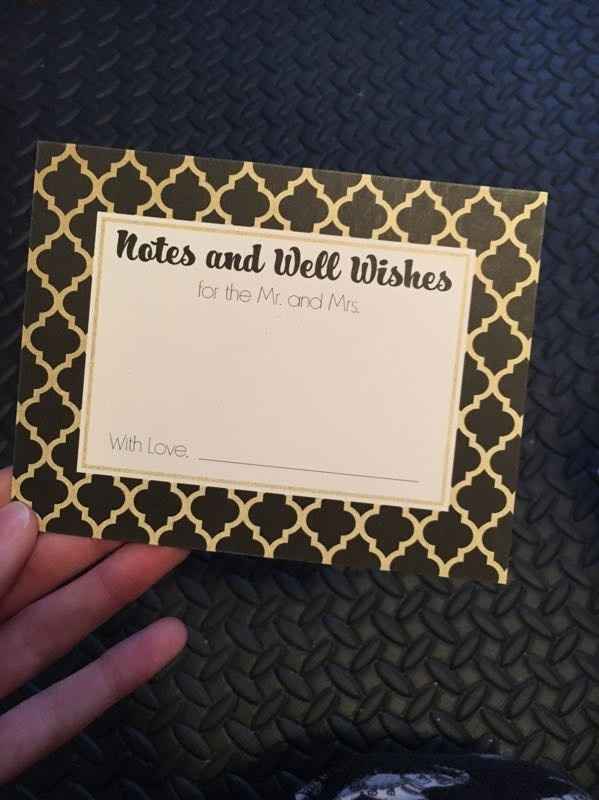 Notes and Well Wishes
for the Mr. and Mrs.
With Love,